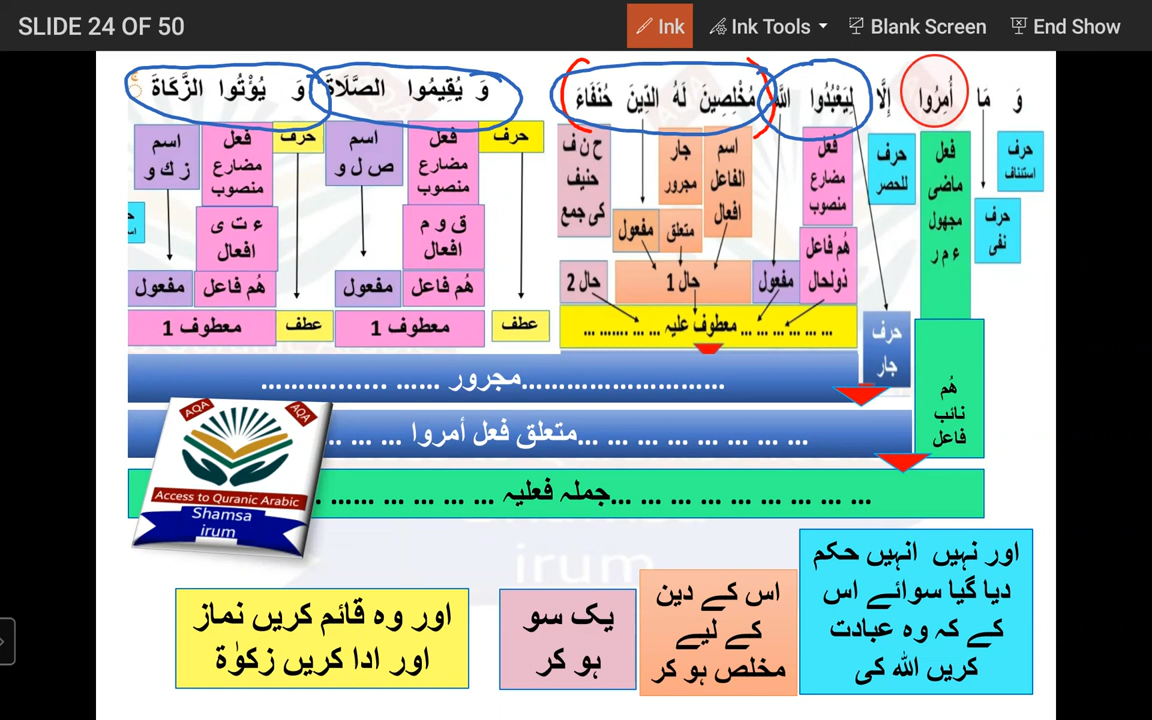 SLIDE 24 OF 50
Ink
Ink Tools
Blank Screen
End Show
وَ مَا أُمِرُوا إِلَّا لِيَعْبُدُوا اللَّهَ مُخْلِصِينَ لَهُ الدِّينَ حُنَفَاءَ وَ يُقِيمُوا الصَّلَاةَ وَ يُؤْتُوا الزَّكَاةَ
حرف
استئناف
حرف
نفی
فعل
ماضی
مجهول
ء م ر
هُم
نائب
فاعل
حرف
للحصر
حرف
جار
فعل
مضارع
منصوب
هُم فاعل
ذولحال
مفعول
اسم
الفاعل
افعال
جار
مجرور
متعلق
مفعول
ح ن ف
حنیف
کی جمع
حال 1
حال 2
... ... معطوف علیہ ... ...
حرف
عطف
فعل
مضارع
منصوب
ق و م
افعال
هُم فاعل
اسم
ص ل و
مفعول
معطوف 1
حرف
عطف
فعل
مضارع
منصوب
ء ت ی
افعال
هُم فاعل
اسم
ز ك و
مفعول
معطوف 1
...مجرور ...
...متعلق فعل أمروا ...
...جملہ فعلیہ ...
AQA
AQA
Access to Quranic Arabic
Shamsa
irum
irum
اور نہیں انہیں حکم
دیا گیا سوائے اس
کے کہ وہ عبادت
کریں اللہ کی
اس کے دین
کے لیے
مخلص ہو کر
یک سو
ہو کر
اور وہ قائم کریں نماز
اور ادا کریں زکوٰۃ